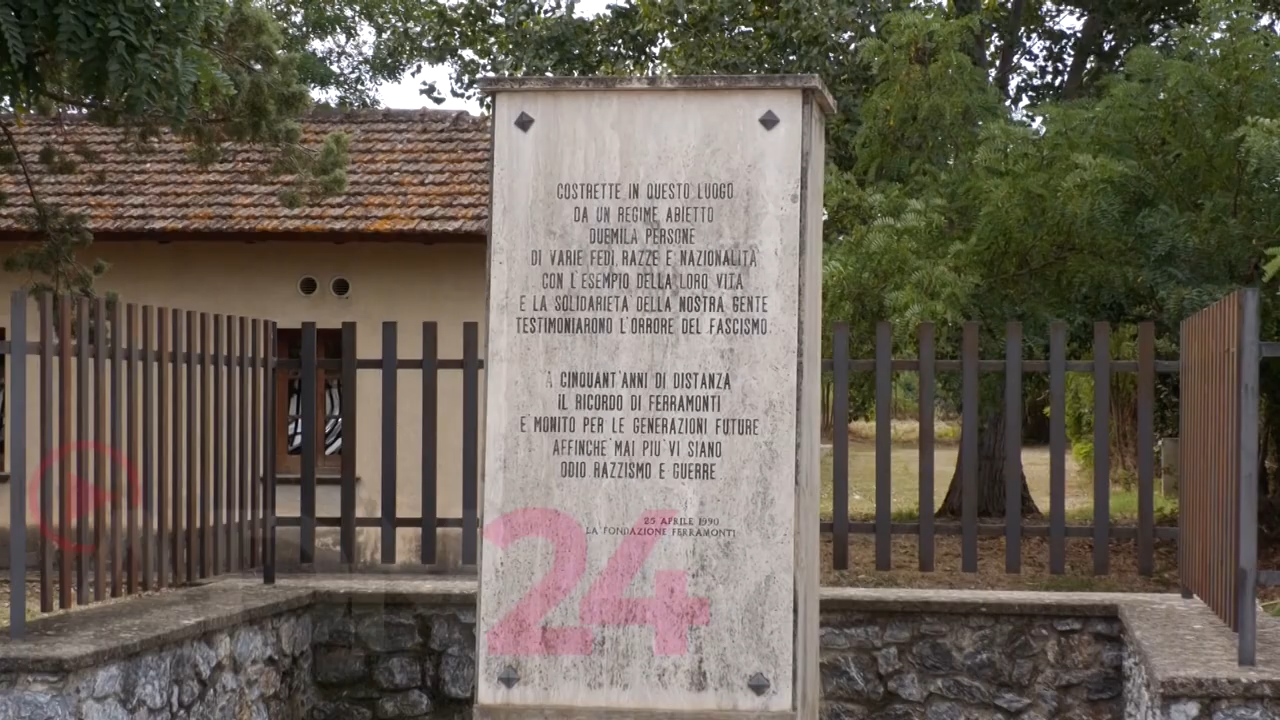 COSTRETTE IN QUESTO LUOGO
DA UN REGIME ABIETTO
DUEMILA PERSONE
DI VARIE FEDI, RAZZE E NAZIONALITÀ
CON L'ESEMPIO DELLA LORO VITA
E LA SOLIDARIETÀ DELLA NOSTRA GENTE
TESTIMONIARONO L'ORRORE DEL FASCISMO.
A CINQUANT'ANNI DI DISTANZA
IL RICORDO DI FERRAMONTI
E' MONITO PER LE GENERAZIONI FUTURE
AFFINCHE' MAI PIU' VI SIANO
ODIO RAZZISMO E GUERRE
25 APRILE 1990
LA FONDAZIONE FERRAMONTI
24